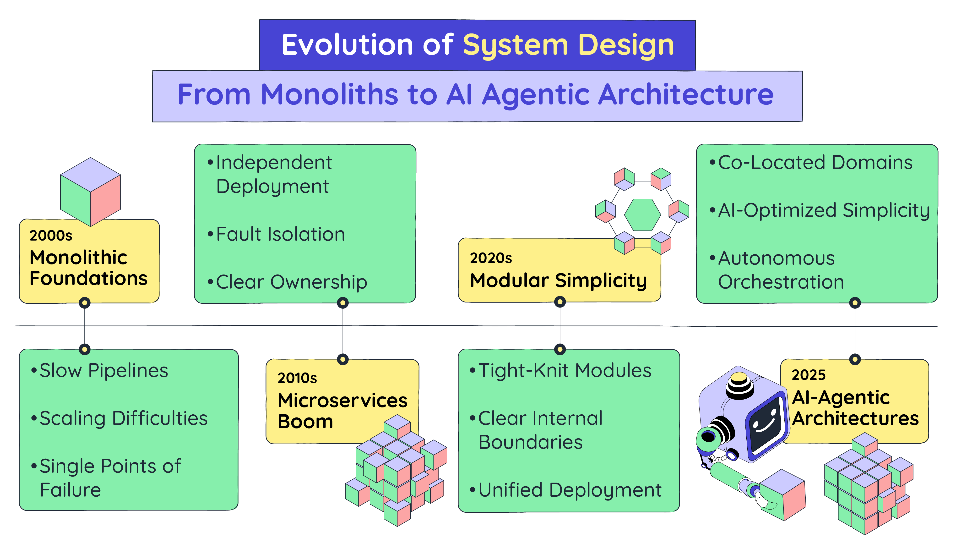 Evolution of System Design
From Monoliths to AI Agentic Architecture
2000s
Monolithic
Foundations
•Slow Pipelines
•Scaling Difficulties
•Single Points of
Failure
•Independent
Deployment
•Fault Isolation
•Clear Ownership
2010s
Microservices
Boom
2020s
Modular Simplicity
•Tight-Knit Modules
•Clear Internal
Boundaries
•Unified Deployment
•Co-Located Domains
•AI-Optimized Simplicity
•Autonomous
Orchestration
2025
AI-Agentic
Architectures